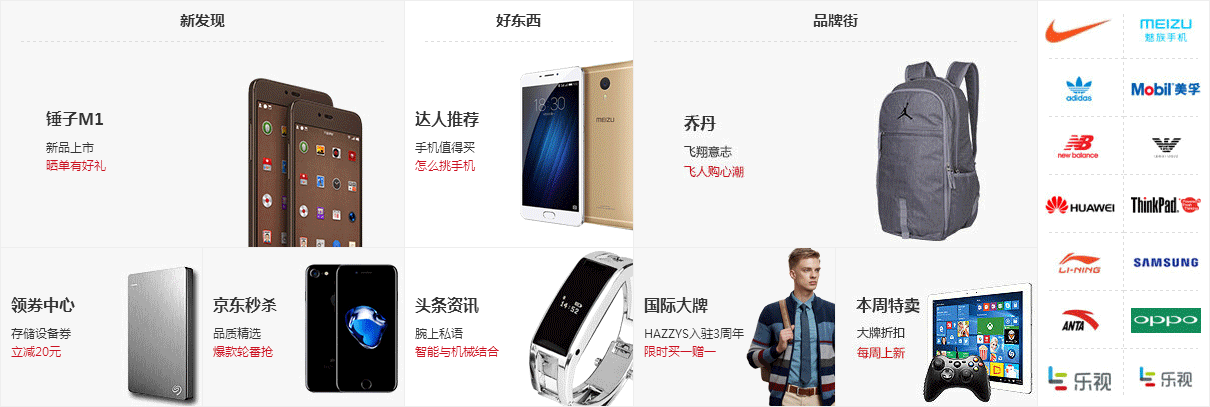 新发现
锤子M1
新品上市
晒单有好礼
领券中心
存储设备券
立减20元
京东秒杀
品质精选
爆款轮番抢
好东西
达人推荐
手机值得买
怎么挑手机
18:30
MEIZU
头条资讯
腕上私语
智能与机械结合
14:52
品牌街
乔丹
飞翔意志
飞人购心潮
国际大牌
HAZZYS入驻3周年
限时买一赠一
本周特卖
大牌折扣
每周上新
MEIZU
魅族手机
adidas
Mobil 美孚
NB
new balance
HUAWEI
ThinkPad
LI-NING
SAMSUNG
ANTA
OPPO
乐视
乐视